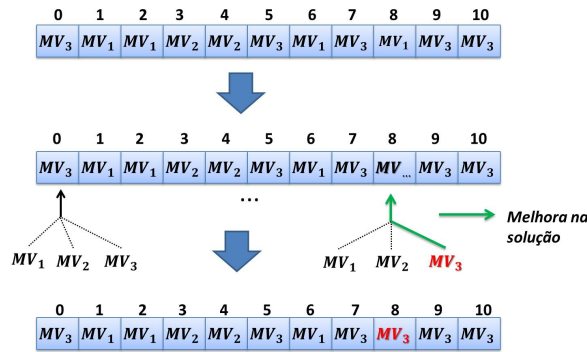 0 1 2 3 4 5 6 7 8 9 10
MV₃ MV₁ MV₁ MV₂ MV₂ MV₃ MV₁ MV₃ MV₁ MV₃ MV₃
0 1 2 3 4 5 6 7 8 9 10
MV₃ MV₁ MV₁ MV₂ MV₂ MV₃ MV₁ MV₃ MV... MV₃ MV₃
...
Melhora na
solução
MV₁ MV₂ MV₃ MV₁ MV₂ MV₃
0 1 2 3 4 5 6 7 8 9 10
MV₃ MV₁ MV₁ MV₂ MV₂ MV₃ MV₁ MV₃ MV₃ MV₃ MV₃